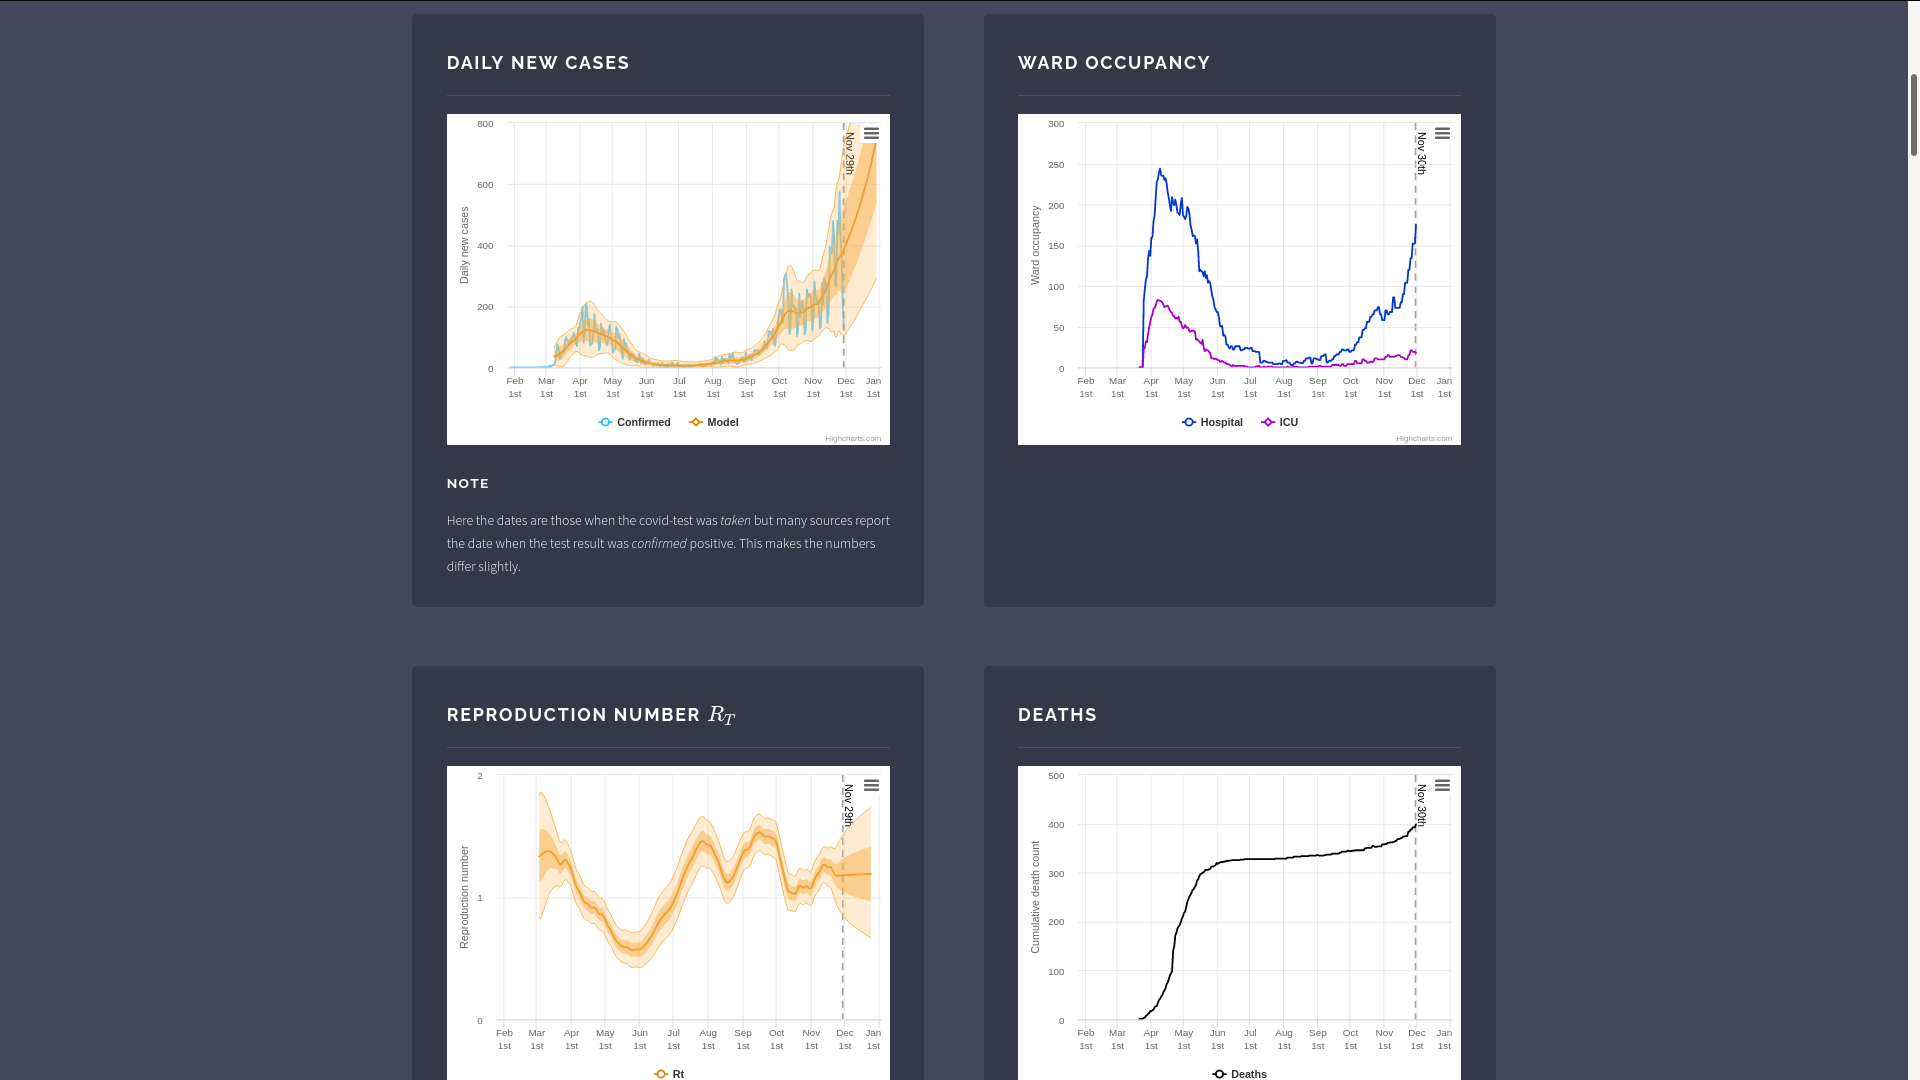 DAILY NEW CASES
800
600
400
200
0
Daily new cases
Nov 29th
Feb Mar Apr May Jun Jul Aug Sep Oct Nov Dec Jan
1st 1st 1st 1st 1st 1st 1st 1st 1st 1st 1st 1st
Confirmed Model
Highcharts.com
NOTE
Here the dates are those when the covid-test was taken but many sources report
the date when the test result was confirmed positive. This makes the numbers
differ slightly.
WARD OCCUPANCY
300
250
200
150
100
50
0
Ward occupancy
Nov 30th
Feb Mar Apr May Jun Jul Aug Sep Oct Nov Dec Jan
1st 1st 1st 1st 1st 1st 1st 1st 1st 1st 1st 1st
Hospital ICU
Highcharts.com
REPRODUCTION NUMBER R_T
2
1
0
Reproduction number
Nov 29th
Feb Mar Apr May Jun Jul Aug Sep Oct Nov Dec Jan
1st 1st 1st 1st 1st 1st 1st 1st 1st 1st 1st 1st
Rt
DEATHS
500
400
300
200
100
0
Cumulative death count
Nov 30th
Feb Mar Apr May Jun Jul Aug Sep Oct Nov Dec Jan
1st 1st 1st 1st 1st 1st 1st 1st 1st 1st 1st 1st
Deaths